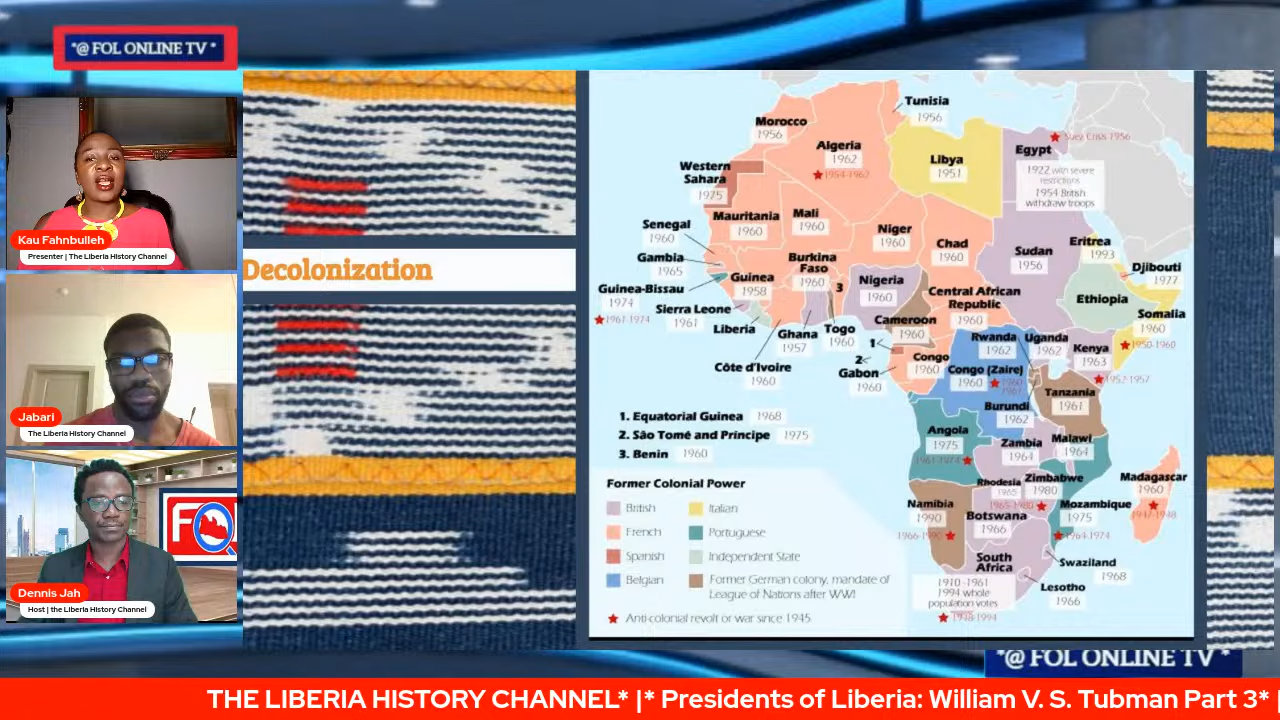 *@ FOL ONLINE TV *
Kau Fahnbulleh
Presenter | The Liberia History Channel
Jabari
The Liberia History Channel
FO
Dennis Jah
Host | the Liberia History Channel
Decolonization
Tunisia
1956
Morocco
1956
Algeria
1962
★ 1954-1962
Libya
1951
★ Suez Crisis 1956
Egypt
1922 with severe
restrictions
1954 British
withdraw troops
Western
Sahara
1975
Mauritania
1960
Mali
1960
Niger
1960
Chad
1960
Sudan
1956
Eritrea
1993
Djibouti
1977
Senegal
1960
Gambia
1965
Guinea-Bissau
1974
★ 1961-1974
Guinea
1958
Burkina
Faso
1960
3
Nigeria
1960
Central African
Republic
1960
Ethiopia
Somalia
1960
★ 1950-1960
Sierra Leone
1961
Liberia
Ghana
1957
Togo
1960
Cameroon
1960
Côte d'Ivoire
1960
1
2
Gabon
1960
Congo
1960
Rwanda
1962
Uganda
1962
Kenya
1963
★ 1952-1957
Congo (Zaire)
1960 ★ 1960
1961
Burundi
1962
Tanzania
1961
1. Equatorial Guinea 1968
2. São Tomé and Príncipe 1975
3. Benin 1960
Angola
1975
1961-1974 ★
Zambia
1964
Malawi
1964
Rhodesia
1965
Zimbabwe
1980
1965-1980 ★
Mozambique
1975
★ 1964-1974
Madagascar
1960
★
1947-1948
Namibia
1990
1966-1990 ★
Botswana
1966
South
Africa
1910-1961
1994 whole
population votes
★ 1948-1994
Swaziland
1968
Lesotho
1966
Former Colonial Power
British
Italian
French
Portuguese
Spanish
Independent State
Belgian
Former German colony, mandate of
League of Nations after WWI
★ Anti-colonial revolt or war since 1945
*@ FOL ONLINE TV *
THE LIBERIA HISTORY CHANNEL* |* Presidents of Liberia: William V. S. Tubman Part 3* |